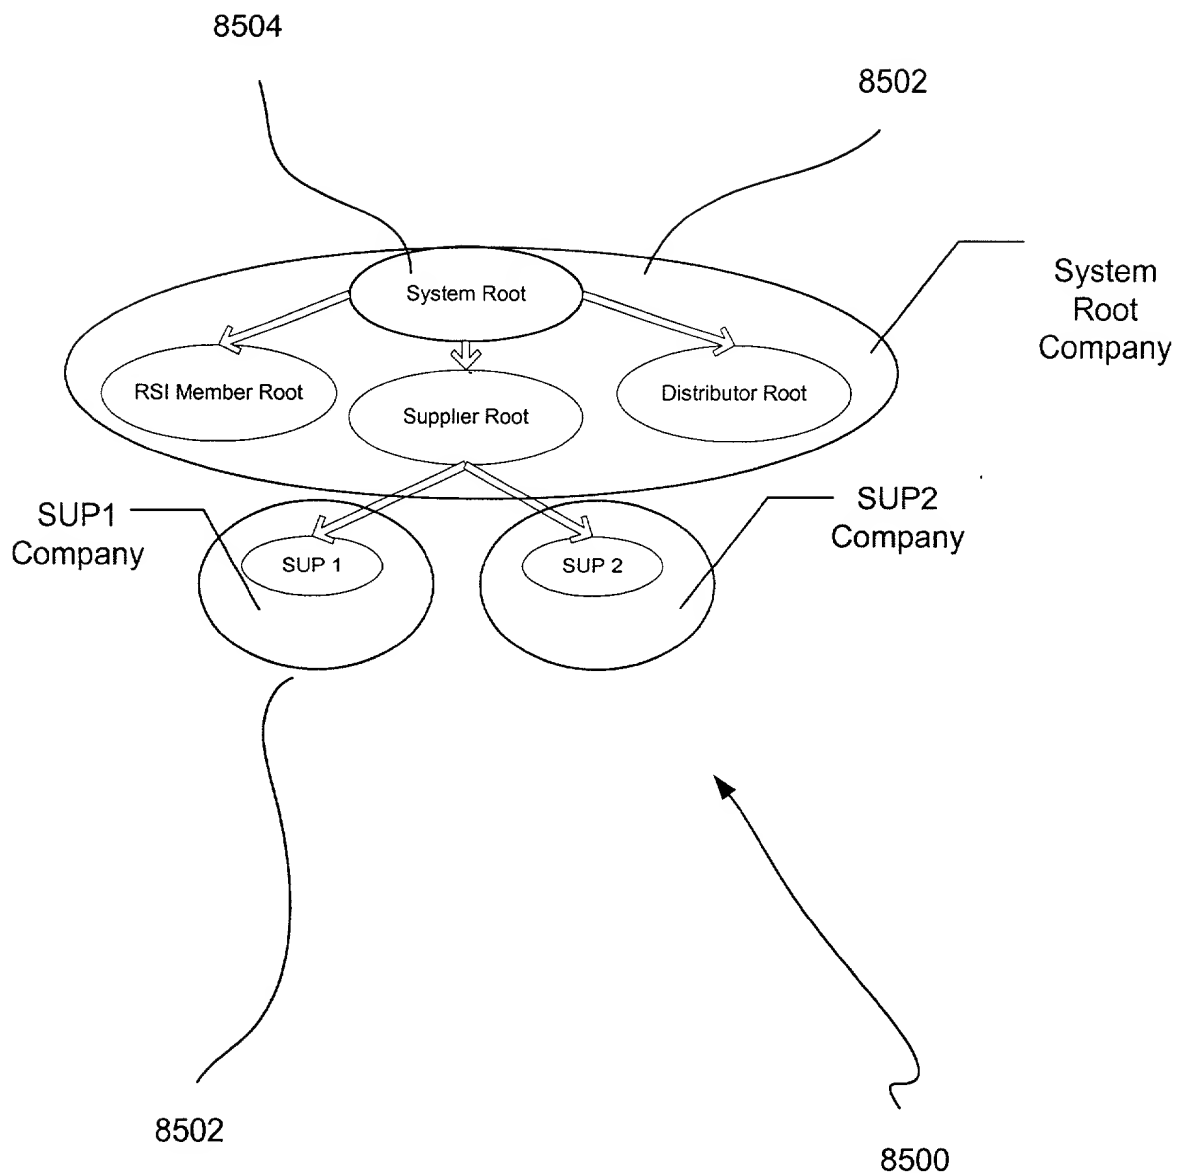 8504
8502
System
Root
Company
System Root
RSI Member Root
Supplier Root
Distributor Root
SUP1
Company
SUP2
Company
SUP 1
SUP 2
8502
8500